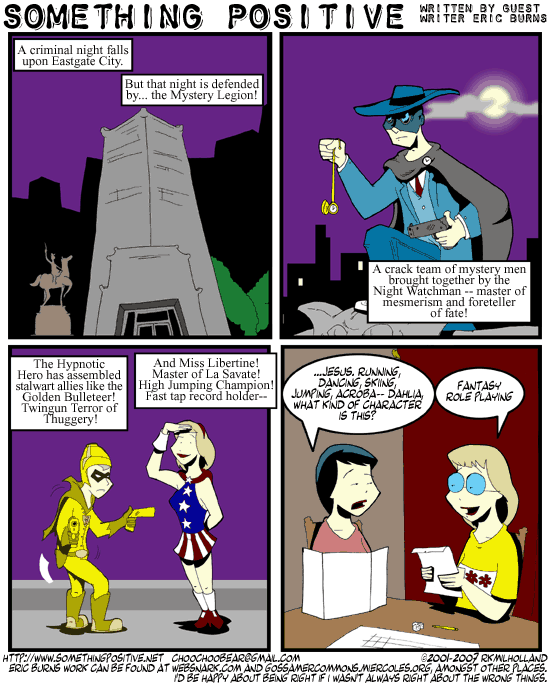 SOMETHING POSITIVE
WRITTEN BY GUEST
WRITER ERIC BURNS
A criminal night falls
upon Eastgate City.
But that night is defended
by... the Mystery Legion!
A crack team of mystery men
brought together by the
Night Watchman -- master of
mesmerism and foreteller
of fate!
The Hypnotic
Hero has assembled
stalwart allies like the
Golden Bulleteer!
Twingun Terror of
Thuggery!
And Miss Libertine!
Master of La Savate!
High Jumping Champion!
Fast tap record holder--
...JESUS. RUNNING,
DANCING, SKIING,
JUMPING, ACROBA-- DAHLIA,
WHAT KIND OF CHARACTER
IS THIS?
FANTASY
ROLE PLAYING
HTTP://WWW.SOMETHINGPOSITIVE.NET CHOOCHOOBEAR@GMAIL.COM ©2001-2007 RKMILHOLLAND
ERIC BURNS WORK CAN BE FOUND AT WEBSNARK.COM AND GOSSAMERCOMMONS.MIERCOLES.ORG, AMONGST OTHER PLACES.
I'D BE HAPPY ABOUT BEING RIGHT IF I WASN'T ALWAYS RIGHT ABOUT THE WRONG THINGS.